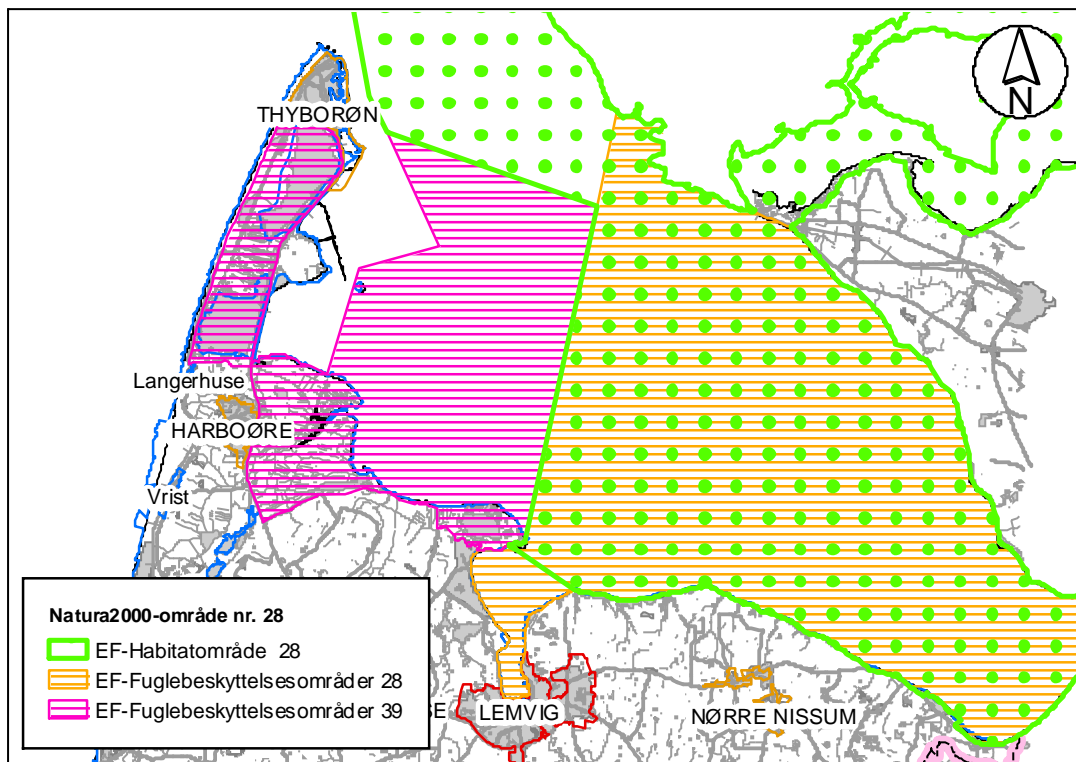 N
THYBORØN
Langerhuse
HARBOØRE
Vrist
Natura2000-område nr. 28
EF-Habitatområde 28
EF-Fuglebeskyttelsesområder 28
EF-Fuglebeskyttelsesområder 39
SE
LEMVIG
NØRRE NISSUM